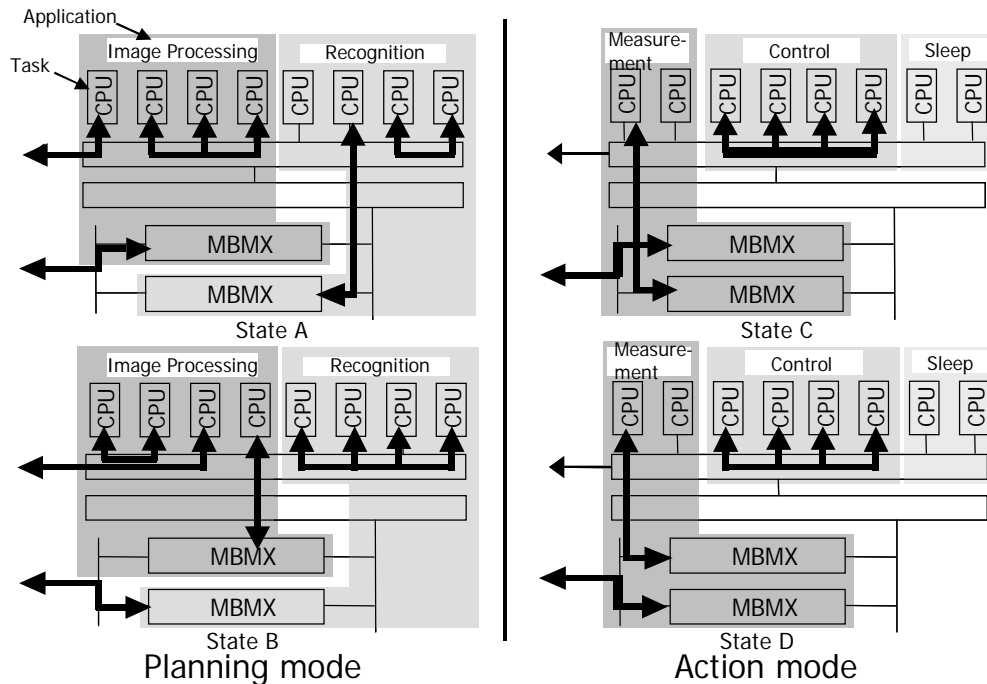 Application
Image Processing
Recognition
Task
CPU
CPU
CPU
CPU
CPU
CPU
CPU
CPU
MBMX
MBMX
State A
Measure-
ment
Control
Sleep
CPU
CPU
CPU
CPU
CPU
CPU
CPU
CPU
MBMX
MBMX
State C
Image Processing
Recognition
CPU
CPU
CPU
CPU
CPU
CPU
CPU
CPU
MBMX
MBMX
State B
Planning mode
Measure-
ment
Control
Sleep
CPU
CPU
CPU
CPU
CPU
CPU
CPU
CPU
MBMX
MBMX
State D
Action mode